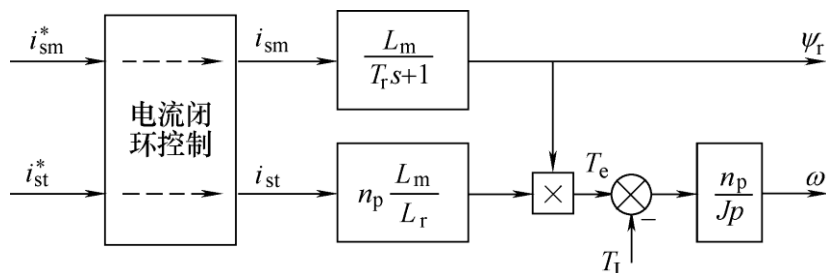 i*sm
电流闭
环控制
ism
Lm
Trs+1
ψr
i*st
ist
np Lm
Lr
×
Te
−
TL
np
Jp
ω